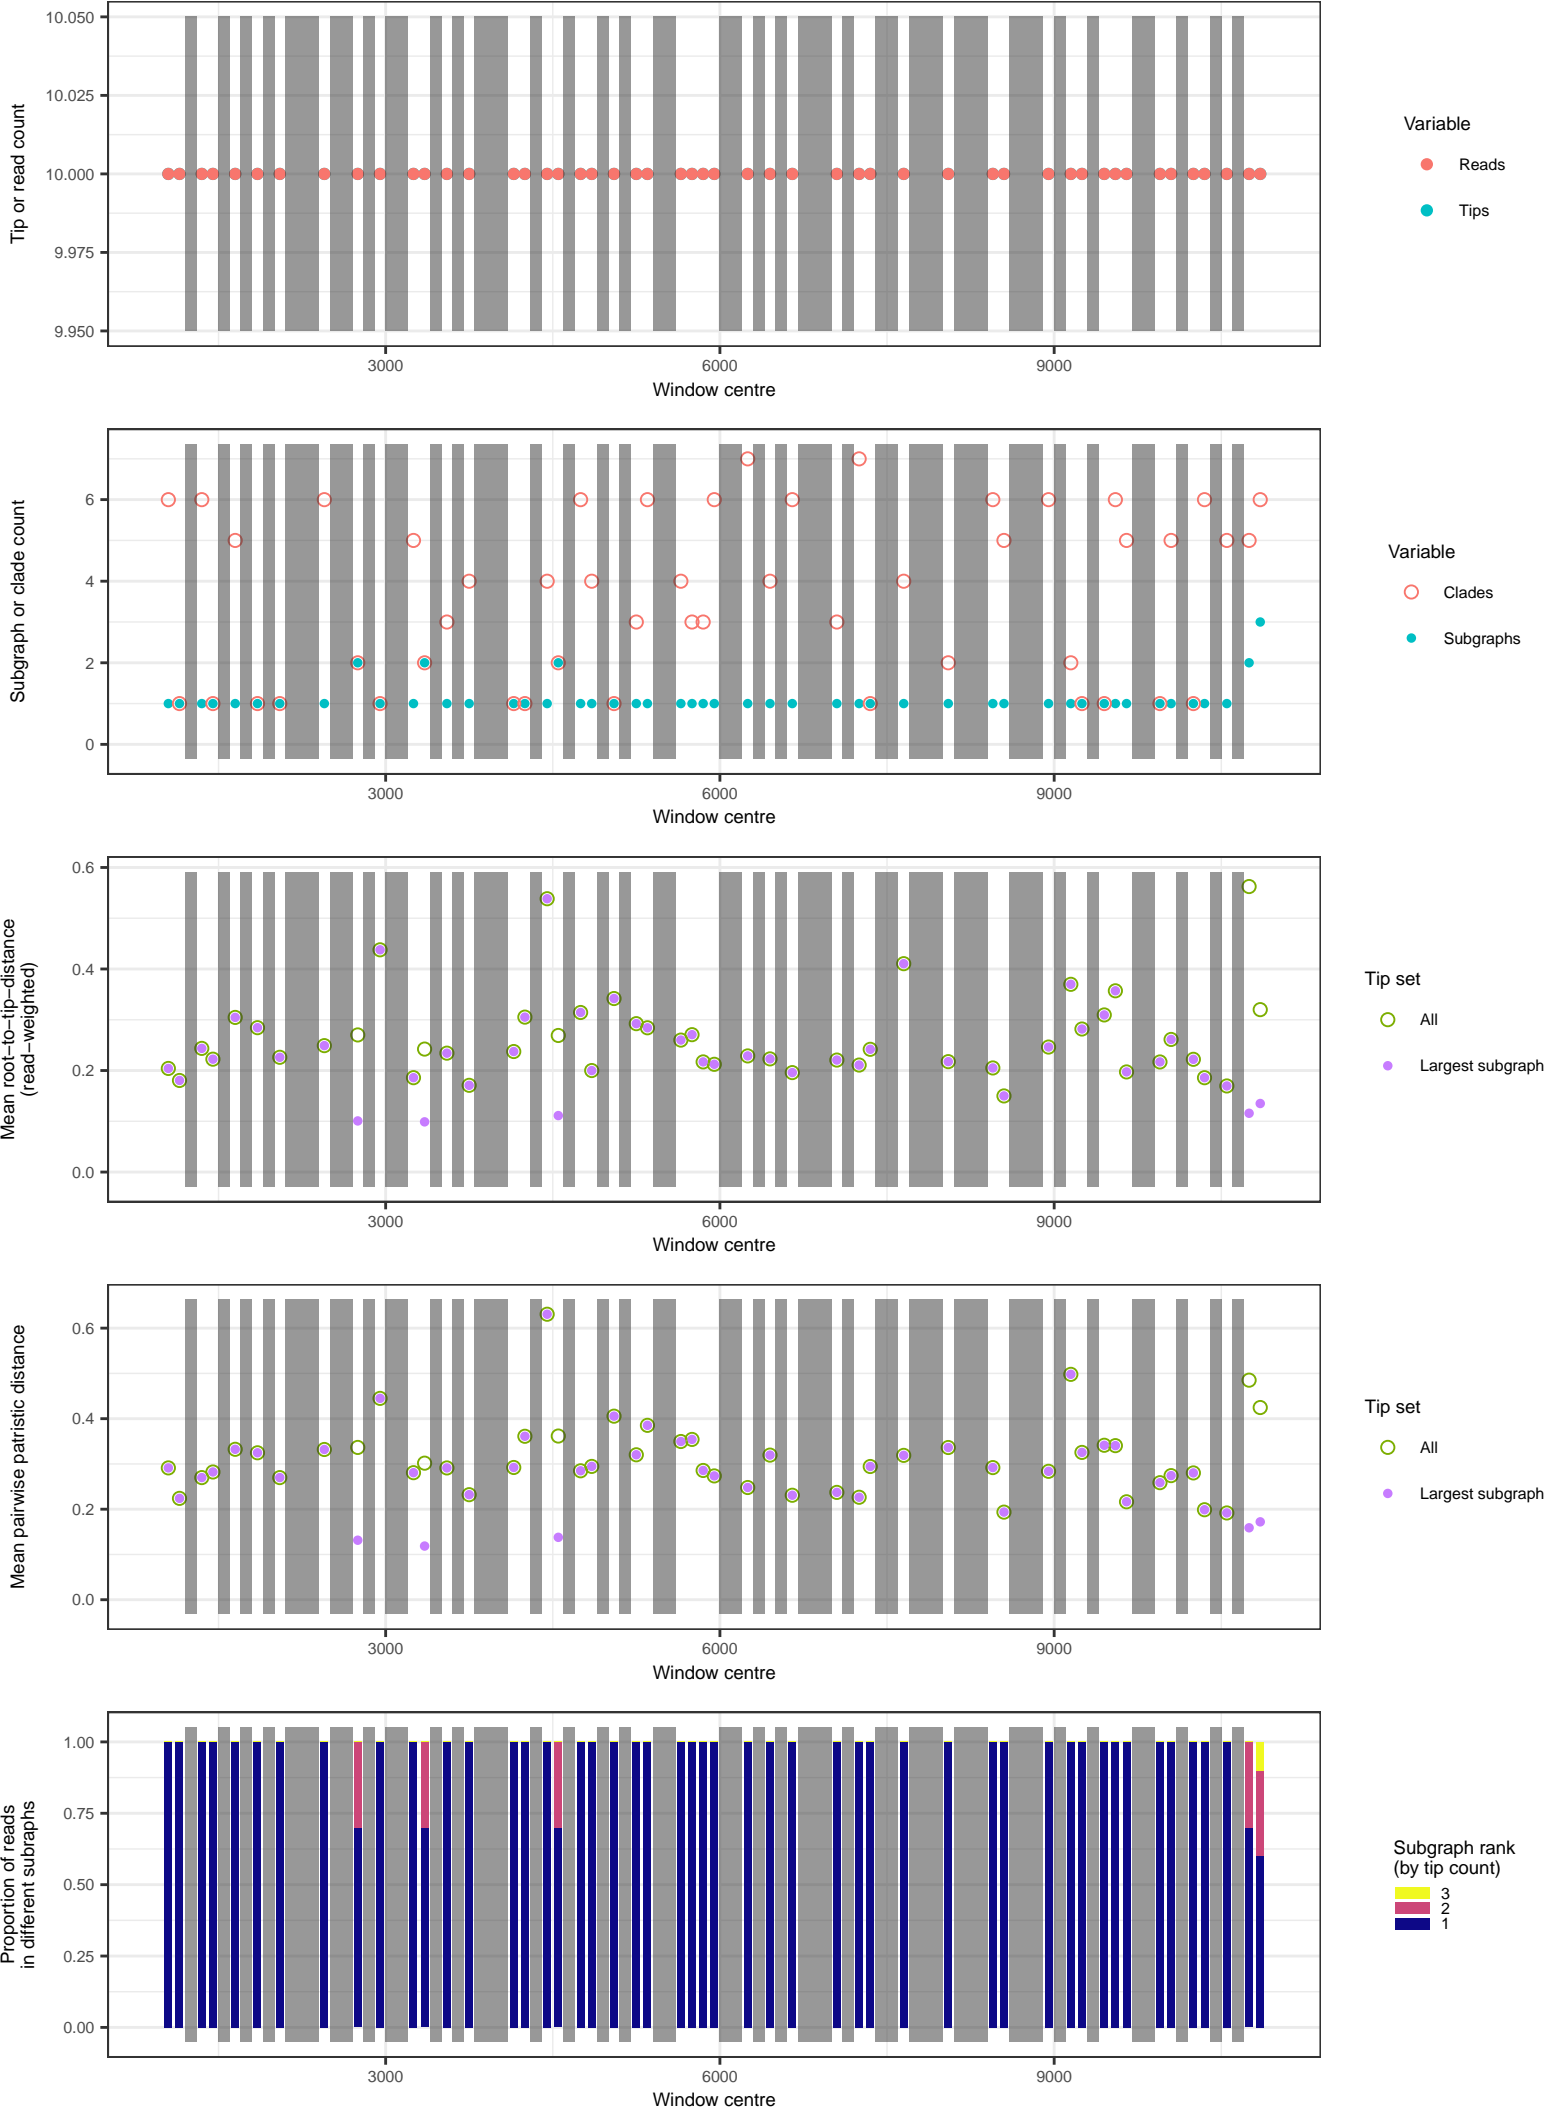 10.050
10.025
10.000
9.975
9.950
Tip or read count
3000
6000
9000
Window centre
Variable
Reads
Tips
6
4
2
0
Subgraph or clade count
3000
6000
9000
Window centre
Variable
Clades
Subgraphs
0.6
0.4
0.2
0.0
Mean root−to−tip−distance
(read−weighted)
3000
6000
9000
Window centre
Tip set
All
Largest subgraph
0.6
0.4
0.2
0.0
Mean pairwise patristic distance
3000
6000
9000
Window centre
Tip set
All
Largest subgraph
1.00
0.75
0.50
0.25
0.00
Proportion of reads
in different subraphs
3000
6000
9000
Window centre
Subgraph rank
(by tip count)
3
2
1